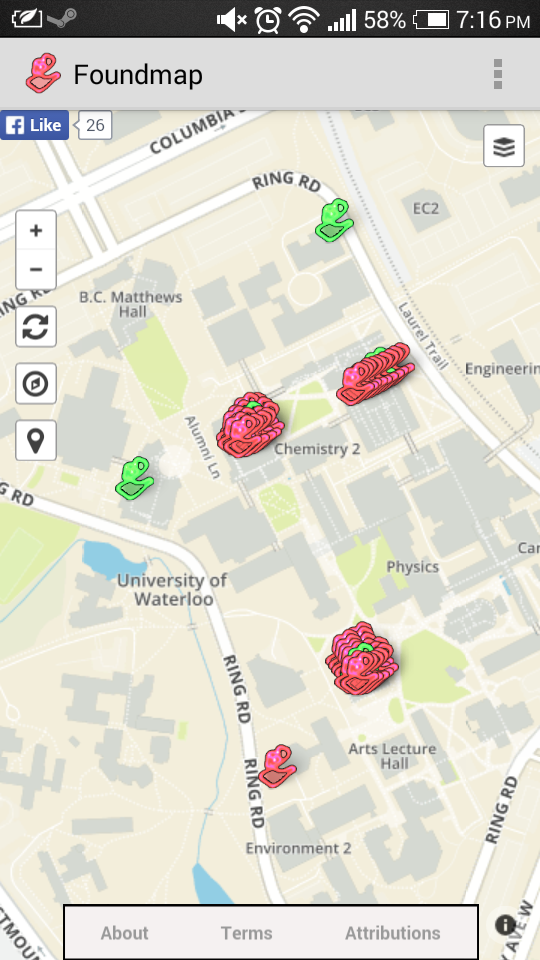 58% 7:16 PM
Foundmap
Like 26
COLUMBIA
RING RD
EC2
B.C. Matthews
Hall
Laurel Trail
Alumni Ln
Chemistry 2
RING RD
Physics
University of
Waterloo
RING RD
Arts Lecture
Hall
RING RD
RING RD
Environment 2
About Terms Attributions